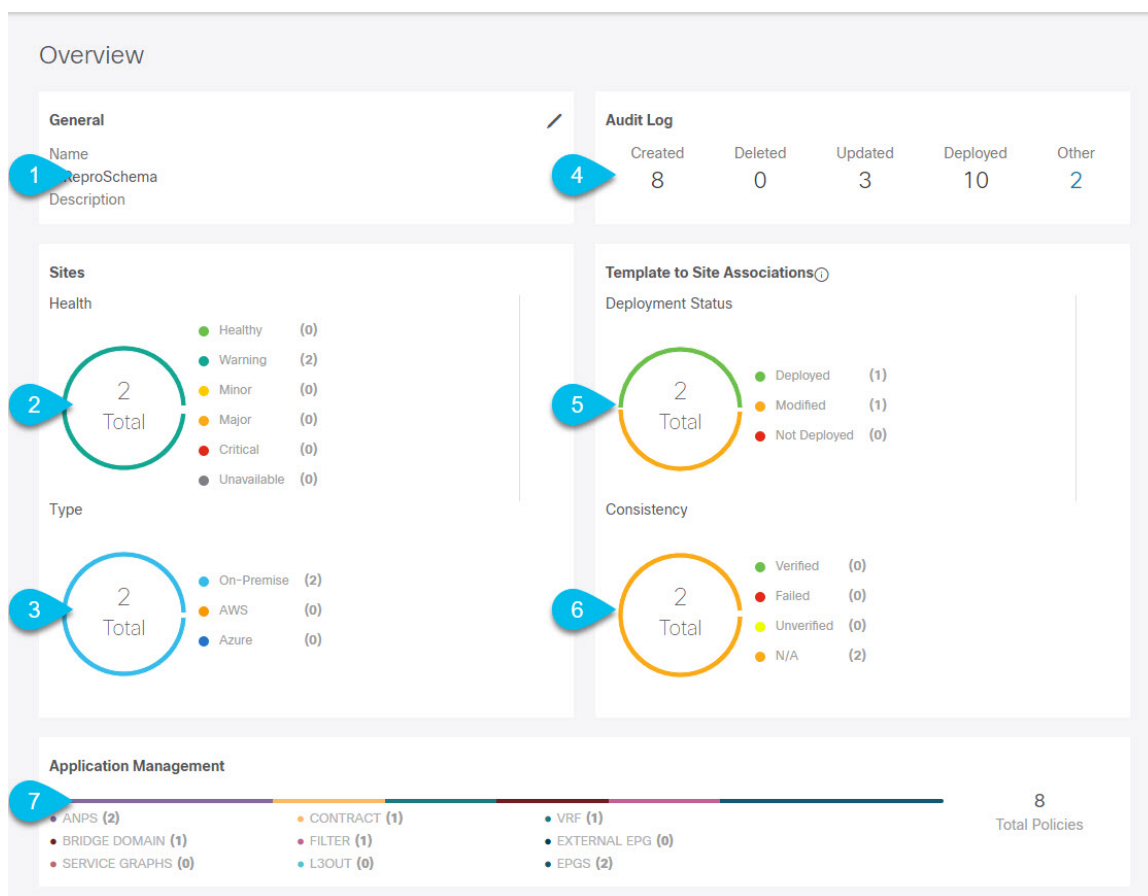 Overview
General
Name
1
ReproSchema
Description
Audit Log
Created Deleted Updated Deployed Other
4
8 0 3 10 2
Sites
Health
2
2
Total
Healthy (0)
Warning (2)
Minor (0)
Major (0)
Critical (0)
Unavailable (0)
Type
3
2
Total
On-Premise (2)
AWS (0)
Azure (0)
Template to Site Associations
Deployment Status
5
2
Total
Deployed (1)
Modified (1)
Not Deployed (0)
Consistency
6
2
Total
Verified (0)
Failed (0)
Unverified (0)
N/A (2)
Application Management
7
ANPS (2) CONTRACT (1) VRF (1)
BRIDGE DOMAIN (1) FILTER (1) EXTERNAL EPG (0)
SERVICE GRAPHS (0) L3OUT (0) EPGS (2)
8
Total Policies